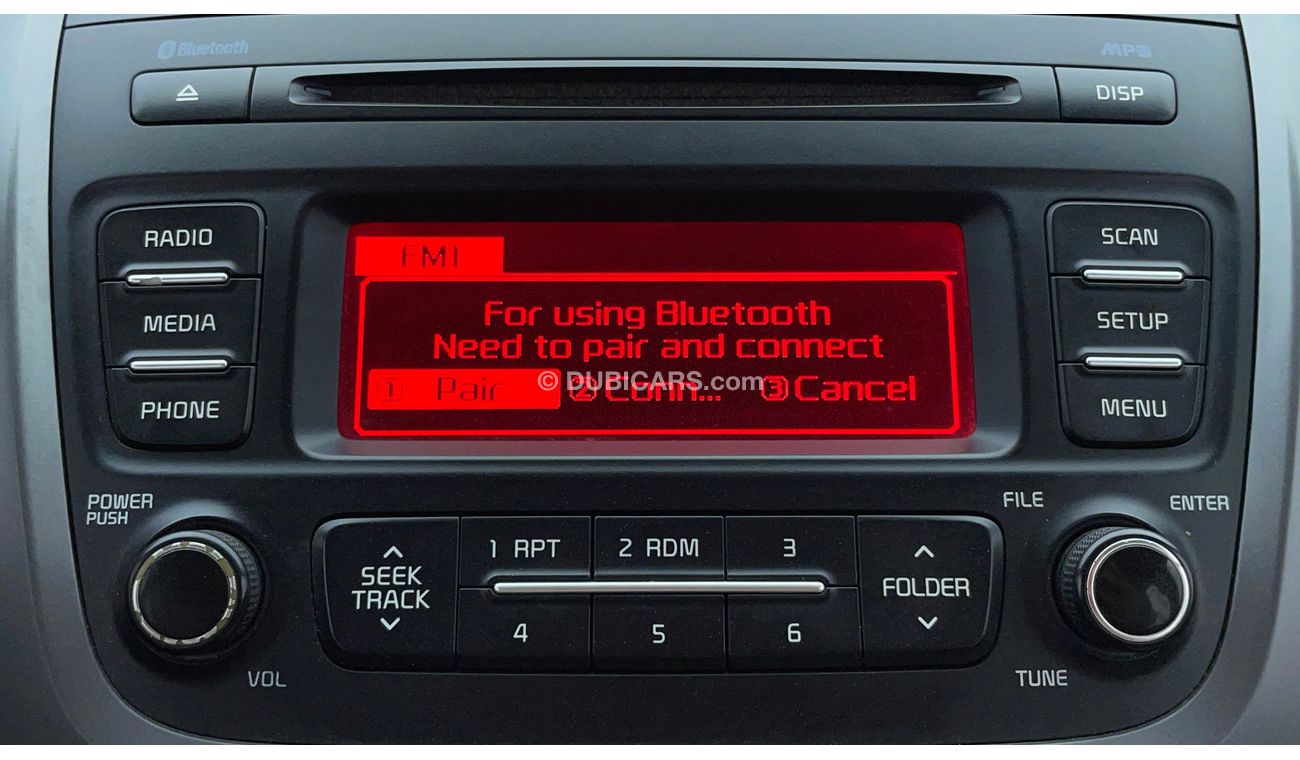 Bluetooth
MP3
DISP
RADIO
MEDIA
PHONE
FM1
For using Bluetooth
Need to pair and connect
1 Pair 2 Conn... 3 Cancel
© DUBICARS.com
SCAN
SETUP
MENU
POWER
PUSH
VOL
SEEK
TRACK
1 RPT
2 RDM
3
4
5
6
FOLDER
FILE
ENTER
TUNE